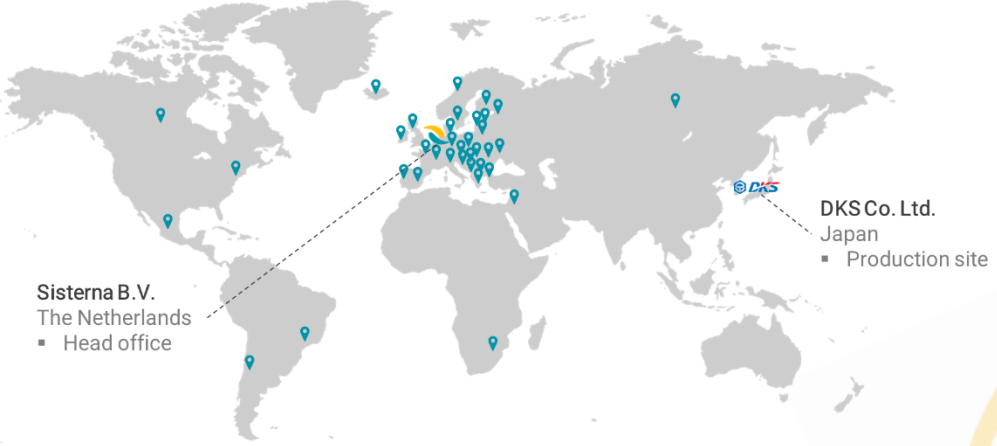 DKS
DKS Co. Ltd.
Japan
▪ Production site
Sisterna B.V.
The Netherlands
▪ Head office